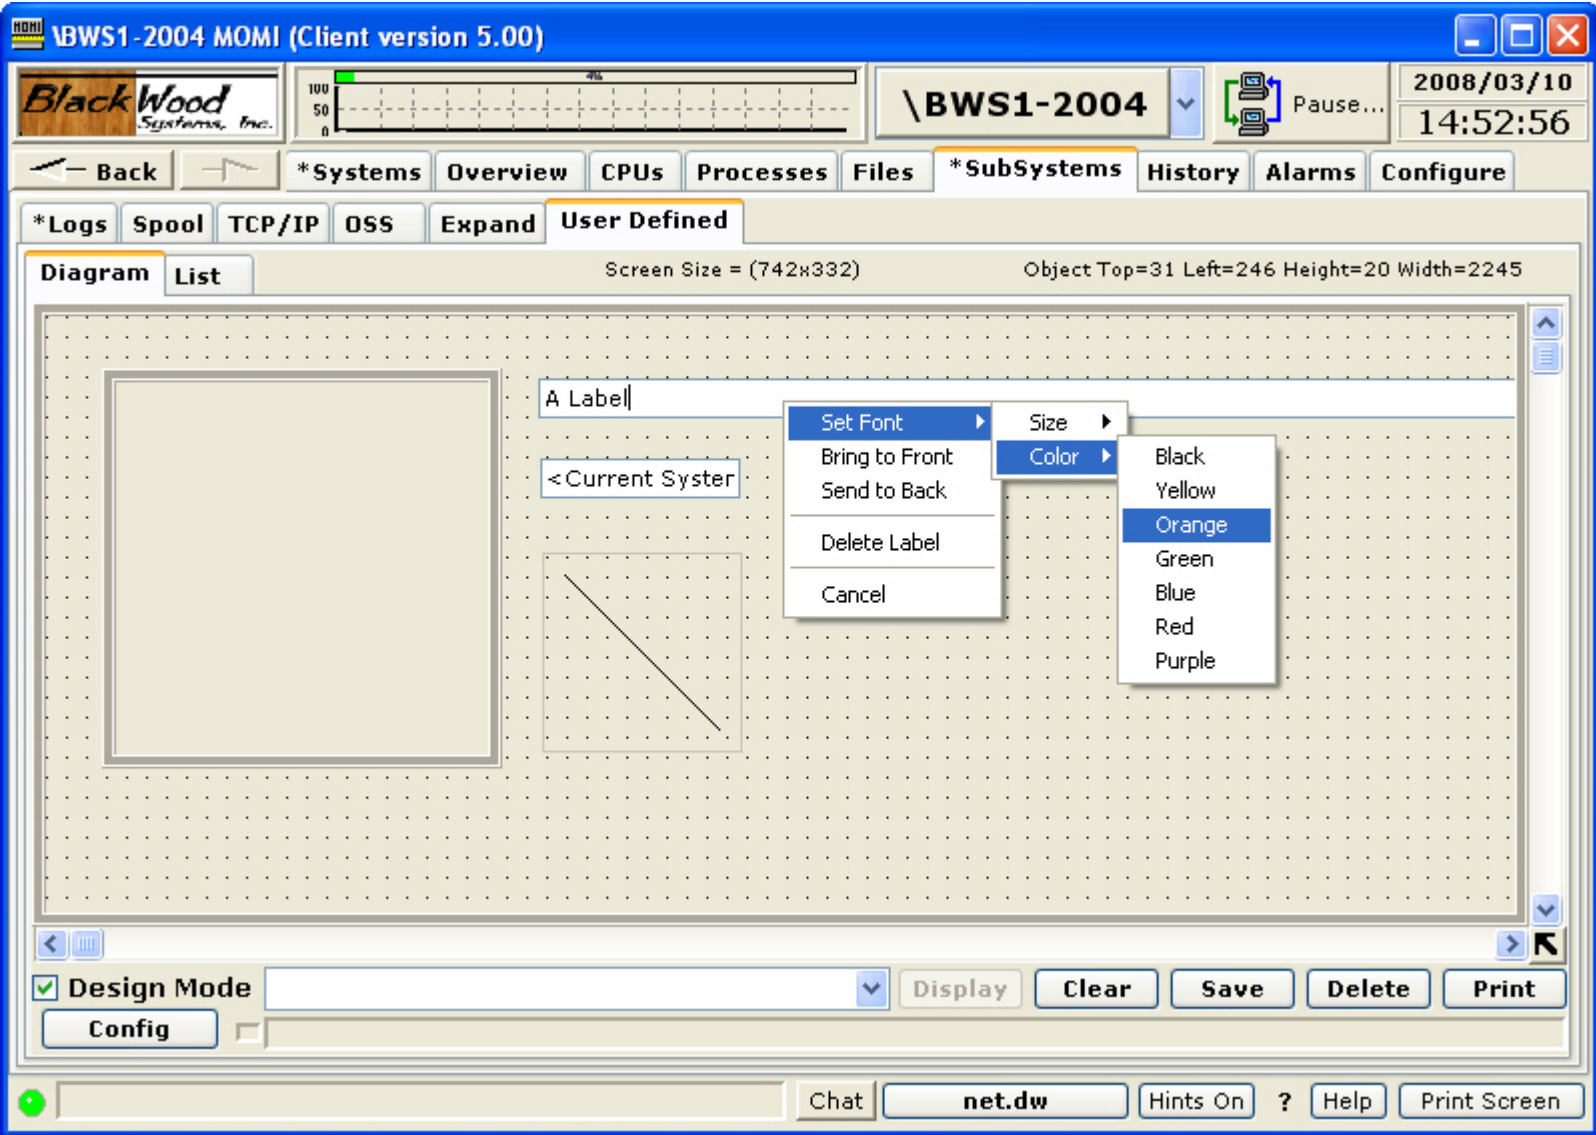 MOMI \BWS1-2004 MOMI (Client version 5.00)
BlackWood
Systems, Inc.
4%
100
50
0
\BWS1-2004
Pause...
2008/03/10
14:52:56
Back
*Systems Overview CPUs Processes Files *SubSystems History Alarms Configure
*Logs Spool TCP/IP OSS Expand User Defined
Diagram List
Screen Size = (742x332)
Object Top=31 Left=246 Height=20 Width=2245
A Label
<Current Syster
Set Font
Bring to Front
Send to Back
Delete Label
Cancel
Size
Color
Black
Yellow
Orange
Green
Blue
Red
Purple
Design Mode
Display Clear Save Delete Print
Config
Chat net.dw Hints On ? Help Print Screen